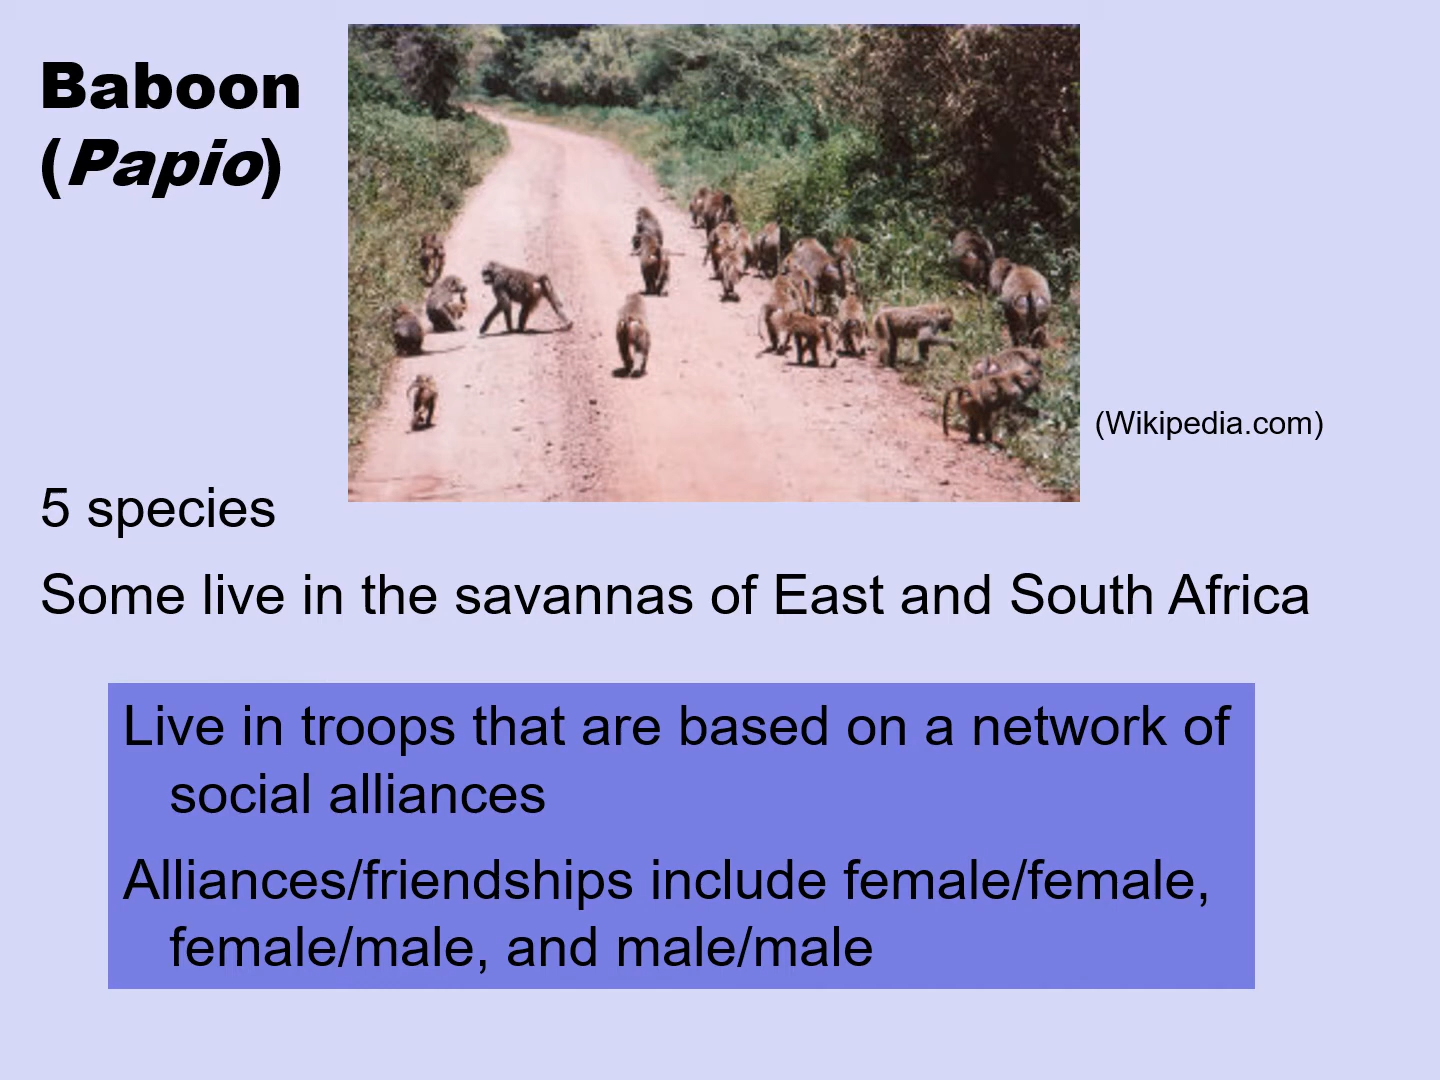 Baboon
(Papio)
(Wikipedia.com)
5 species
Some live in the savannas of East and South Africa
Live in troops that are based on a network of
social alliances
Alliances/friendships include female/female,
female/male, and male/male